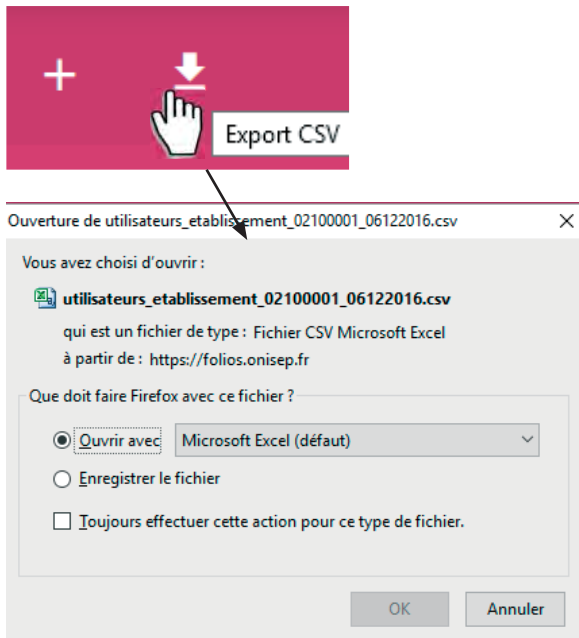 Export CSV
Ouverture de utilisateurs_etablissement_02100001_06122016.csv
Vous avez choisi d'ouvrir :
utilisateurs_etablissement_02100001_06122016.csv
qui est un fichier de type : Fichier CSV Microsoft Excel
à partir de : https://folios.onisep.fr
Que doit faire Firefox avec ce fichier ?
Ouvrir avec Microsoft Excel (défaut)
Enregistrer le fichier
Toujours effectuer cette action pour ce type de fichier.
OK Annuler